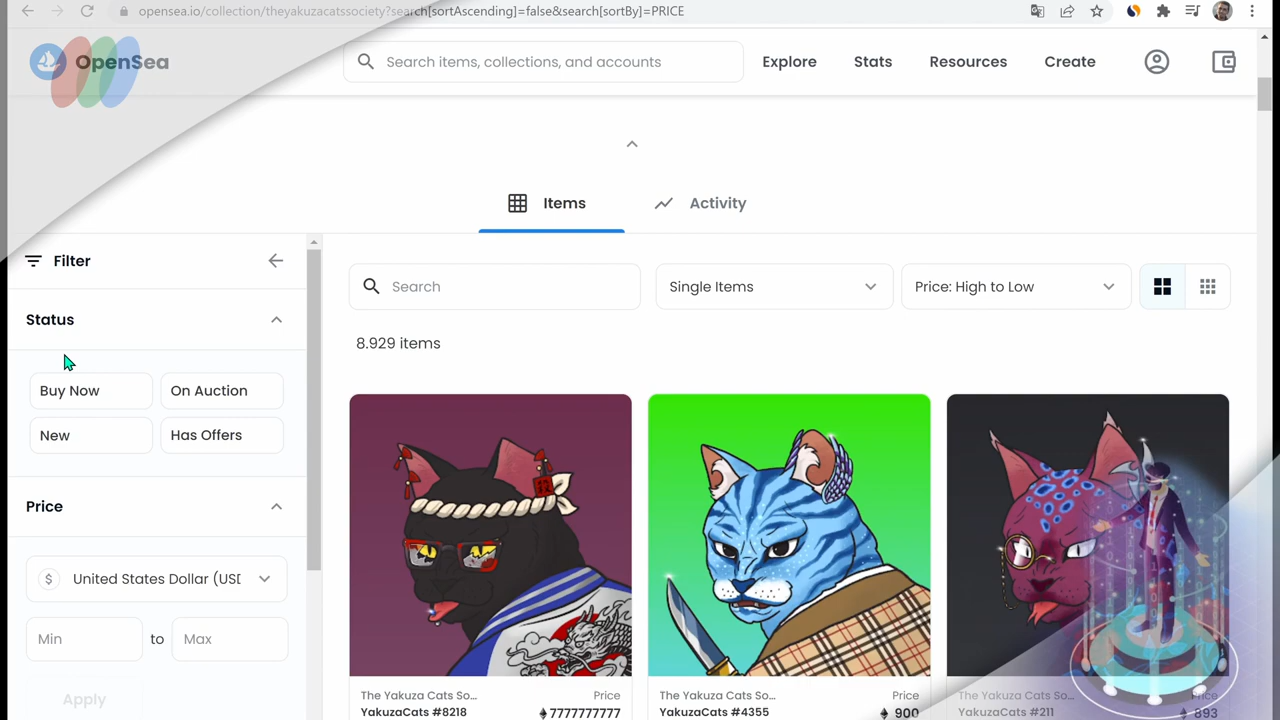 opensea.io/collection/theyakuzacatssociety?search[sortAscending]=false&search[sortBy]=PRICE
OpenSea
Search items, collections, and accounts
Explore
Stats
Resources
Create
Items
Activity
Filter
Search
Single Items
Price: High to Low
Status
8.929 items
Buy Now
On Auction
New
Has Offers
Price
$ United States Dollar (USD
Min to Max
Apply
The Yakuza Cats So... Price
YakuzaCats #8218 7777777777
The Yakuza Cats So... Price
YakuzaCats #4355 900
The Yakuza Cats So... Price
YakuzaCats #211 893